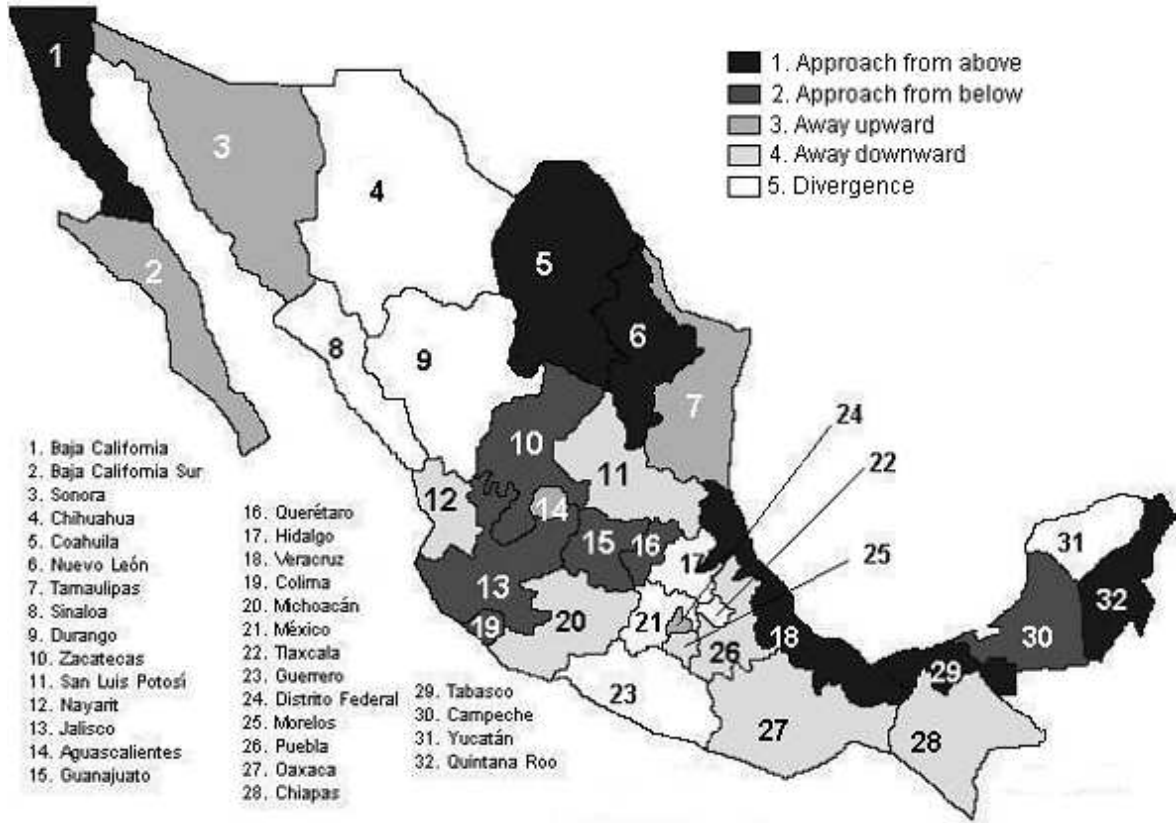 1. Approach from above
2. Approach from below
3. Away upward
4. Away downward
5. Divergence
1
2
3
4
5
6
7
8
9
10
11
12
13
14
15
16
17
18
19
20
21
22
23
24
25
26
27
28
29
30
31
32
1. Baja California
2. Baja California Sur
3. Sonora
4. Chihuahua
5. Coahuila
6. Nuevo León
7. Tamaulipas
8. Sinaloa
9. Durango
10. Zacatecas
11. San Luis Potosí
12. Nayarit
13. Jalisco
14. Aguascalientes
15. Guanajuato
16. Querétaro
17. Hidalgo
18. Veracruz
19. Colima
20. Michoacán
21. México
22. Tlaxcala
23. Guerrero
24. Distrito Federal
25. Morelos
26. Puebla
27. Oaxaca
28. Chiapas
29. Tabasco
30. Campeche
31. Yucatán
32. Quintana Roo